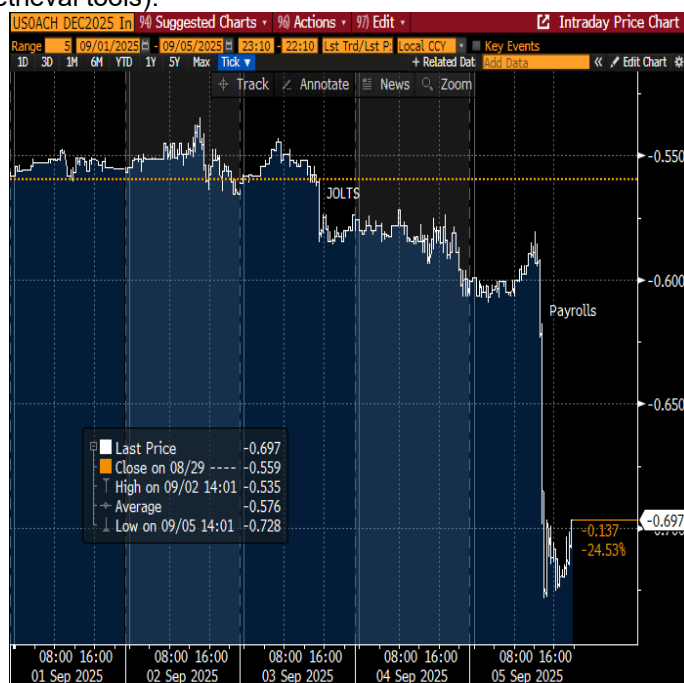 etrieval tools).
USOACH DEC2025 In 94) Suggested Charts 96) Actions 97) Edit Intraday Price Chart
Range 5 09/01/2025 - 09/05/2025 23:10 - 22:10 Lst Trd/Lst P: Local CCY Key Events
1D 3D 1M 6M YTD 1Y 5Y Max Tick ▼ + Related Dat Add Data « Edit Chart
Track Annotate News Zoom
-0.550
JOLTS
-0.600
Payrolls
-0.650
Last Price -0.697
Close on 08/29 ---- -0.559
High on 09/02 14:01 -0.535
Average -0.576
Low on 09/05 14:01 -0.728
-0.697
-0.137
-24.53%
08:00 16:00 08:00 16:00 08:00 16:00 08:00 16:00 08:00 16:00
01 Sep 2025 02 Sep 2025 03 Sep 2025 04 Sep 2025 05 Sep 2025